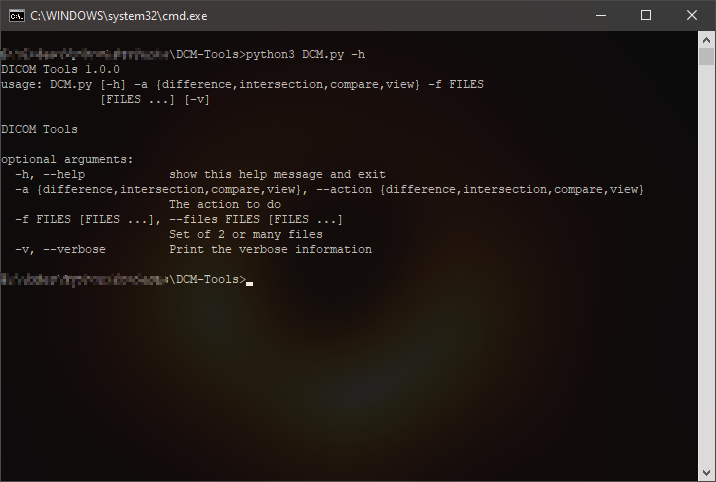 C:\WINDOWS\system32\cmd.exe
\DCM-Tools>python3 DCM.py -h
DICOM Tools 1.0.0
usage: DCM.py [-h] -a {difference,intersection,compare,view} -f FILES
[FILES ...] [-v]
DICOM Tools
optional arguments:
-h, --help show this help message and exit
-a {difference,intersection,compare,view}, --action {difference,intersection,compare,view}
The action to do
-f FILES [FILES ...], --files FILES [FILES ...]
Set of 2 or many files
-v, --verbose Print the verbose information
\DCM-Tools>